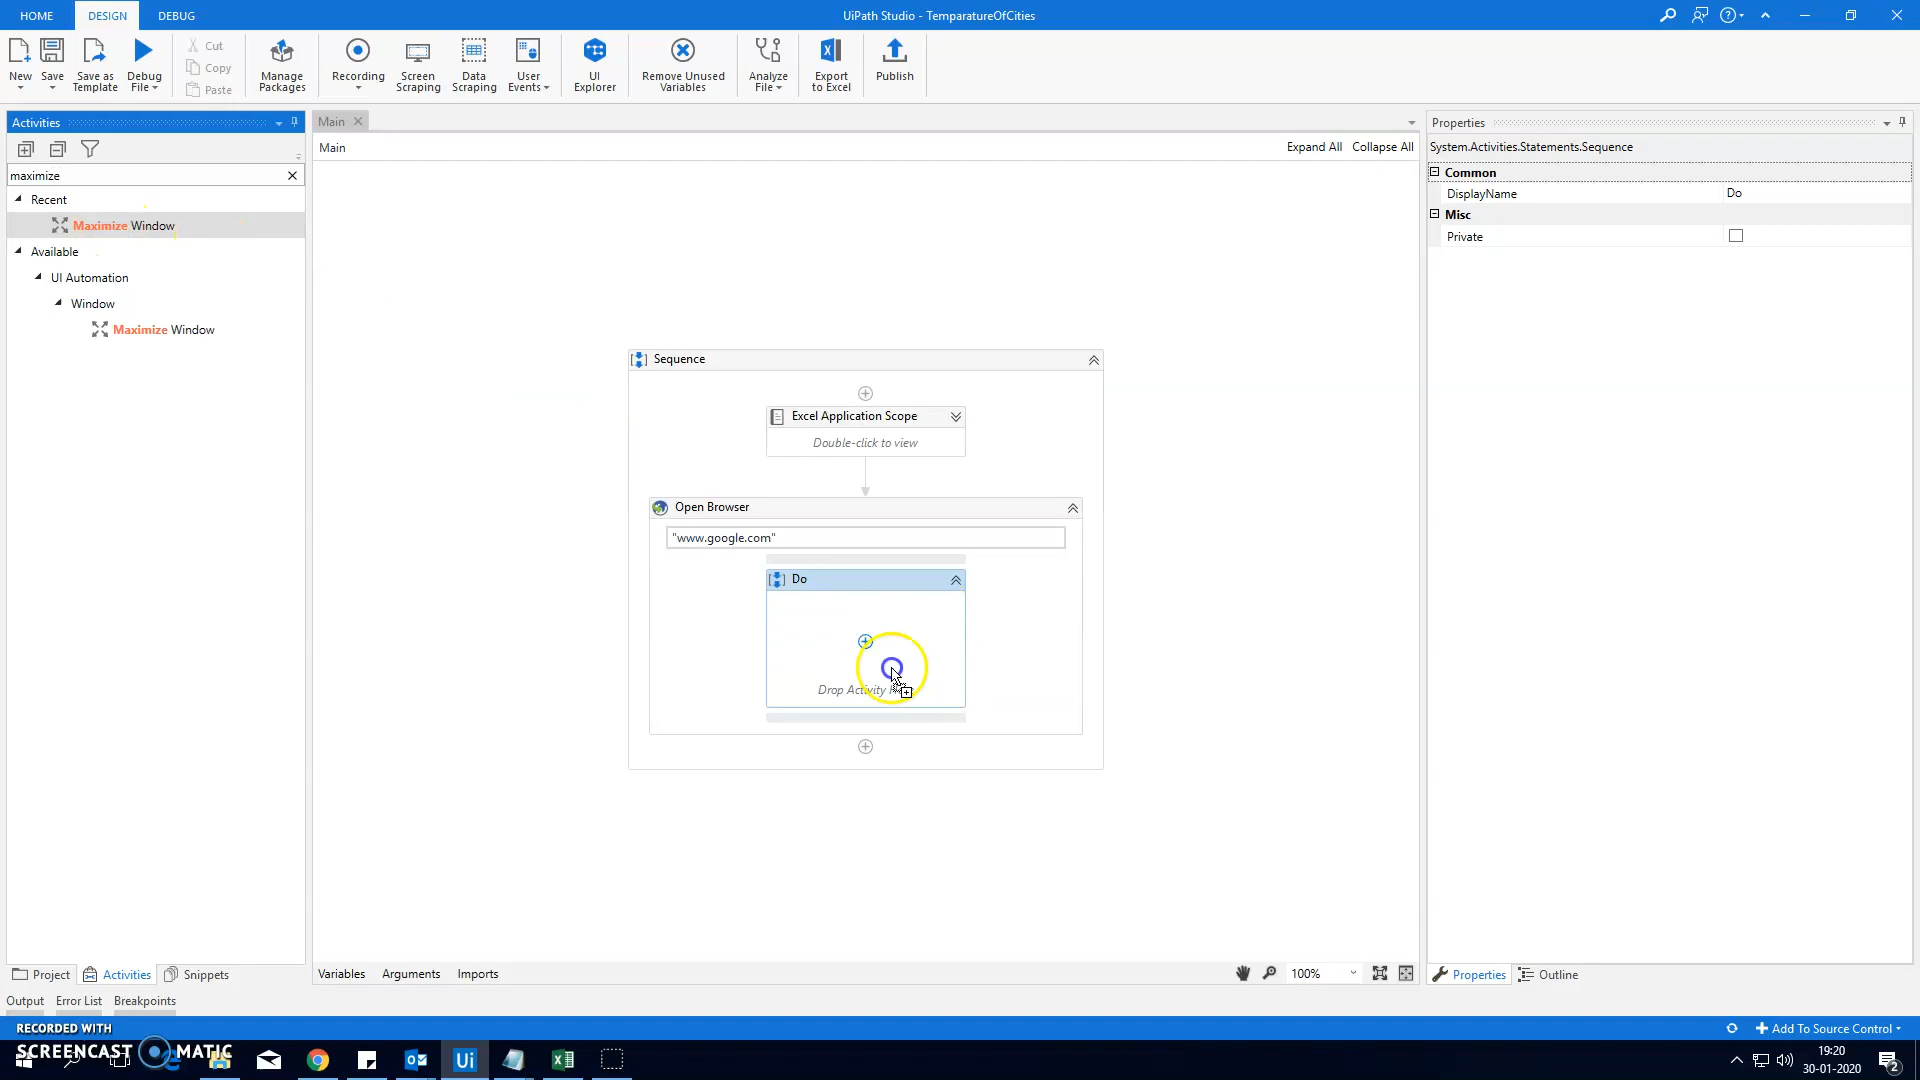 HOME DESIGN DEBUG UiPath Studio - TemparatureOfCities
New Save Save as Template Debug File Cut Copy Paste Manage Packages Recording Screen Scraping Data Scraping User Events UI Explorer Remove Unused Variables Analyze File Export to Excel Publish
Activities
maximize
Recent
Maximize Window
Available
UI Automation
Window
Maximize Window
Main
Main Expand All Collapse All
Sequence
Excel Application Scope
Double-click to view
Open Browser
"www.google.com"
Do
Drop Activity
Properties
System.Activities.Statements.Sequence
Common
DisplayName Do
Misc
Private
Project Activities Snippets
Variables Arguments Imports 100%
Properties Outline
Output Error List Breakpoints
Add To Source Control
RECORDED WITH
SCREENCAST MATIC
19:20
30-01-2020
2